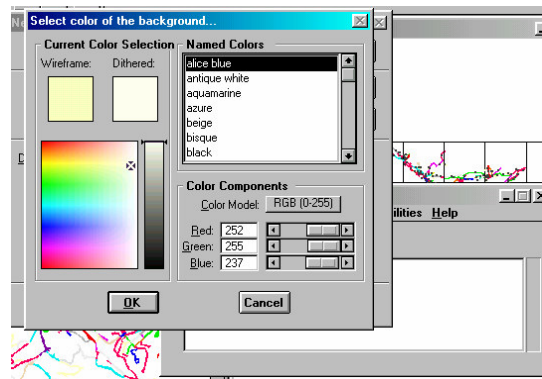 Select color of the background...
Current Color Selection
Wireframe: Dithered:
Named Colors
alice blue
antique white
aquamarine
azure
beige
bisque
black
Color Components
Color Model: RGB (0-255)
Red: 252
Green: 255
Blue: 237
OK Cancel
Help